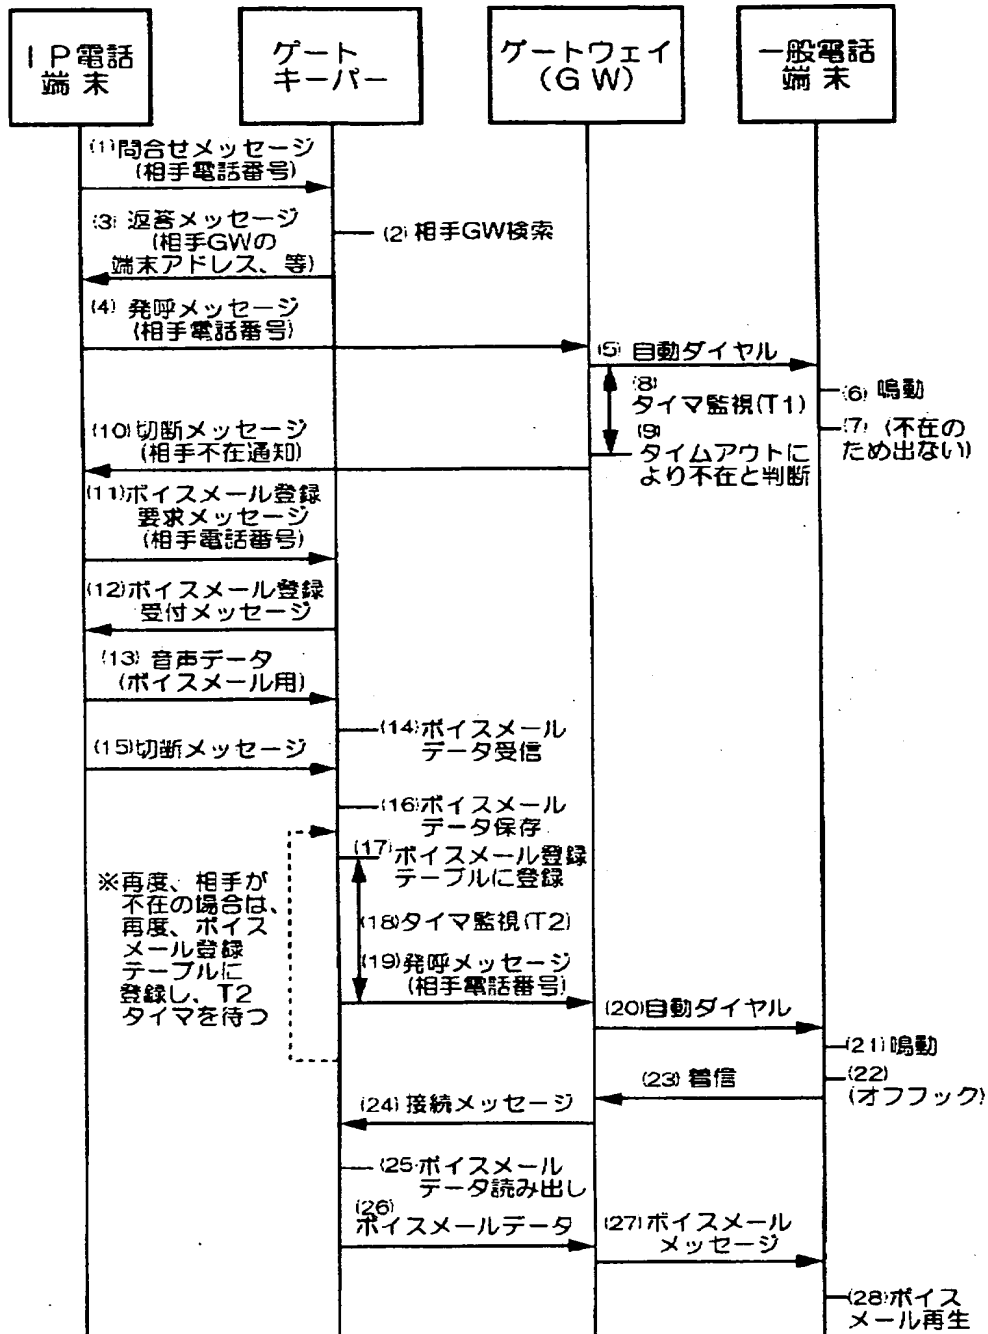 IP電話
端 末
ゲート
キーパー
ゲートウェイ
(GW)
一般電話
端 末
(1)問合せメッセージ
(相手電話番号)
(2)相手GW検索
(3) 返答メッセージ
(相手GWの
端末アドレス、等)
(4) 発呼メッセージ
(相手電話番号)
(5) 自動ダイヤル
(6) 鳴動
(7) (不在の
ため出ない)
(8)
タイマ監視(T1)
(9)
タイムアウトに
より不在と判断
(10)切断メッセージ
(相手不在通知)
(11)ボイスメール登録
要求メッセージ
(相手電話番号)
(12)ボイスメール登録
受付メッセージ
(13) 音声データ
(ボイスメール用)
(14)ボイスメール
データ受信
(15)切断メッセージ
(16)ボイスメール
データ保存
(17)
ボイスメール登録
テーブルに登録
※再度、相手が
不在の場合は、
再度、ボイス
メール登録
テーブルに
登録し、T2
タイマを待つ
(18)タイマ監視(T2)
(19)発呼メッセージ
(相手電話番号)
(20)自動ダイヤル
(21)鳴動
(22)
(オフフック)
(23) 着信
(24)接続メッセージ
(25)ボイスメール
データ読み出し
(26)
ボイスメールデータ
(27)ボイスメール
メッセージ
(28)ボイス
メール再生